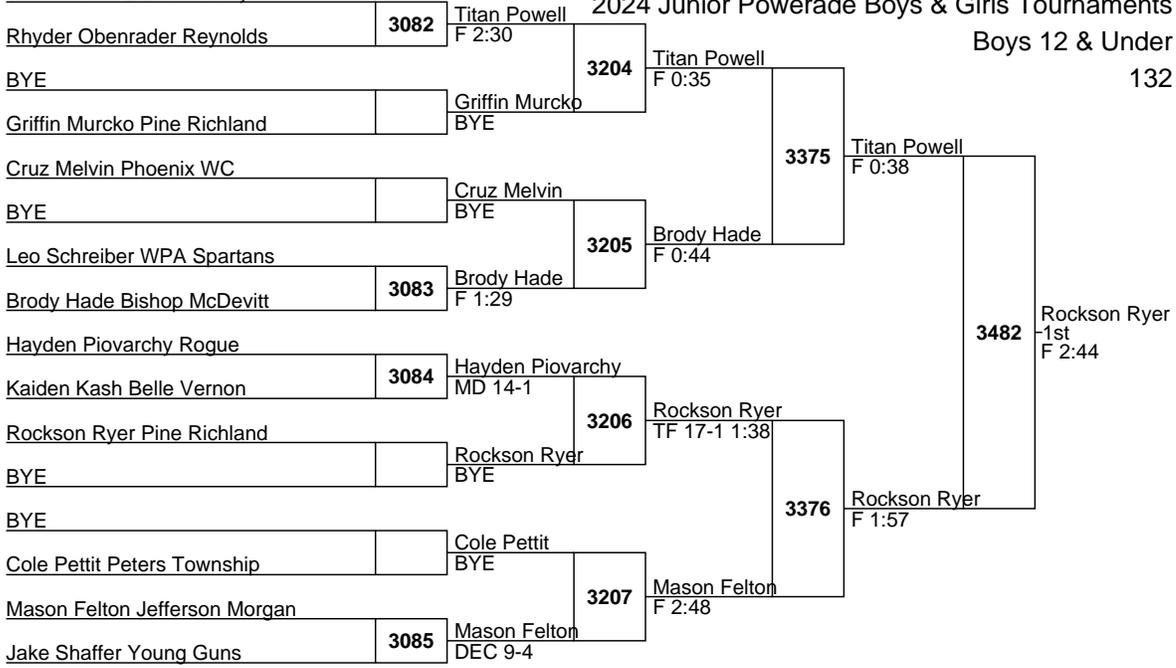 2024 Junior Powerade Boys & Girls Tournaments
Boys 12 & Under
132
Rhyder Obenrader Reynolds
BYE
Griffin Murcko Pine Richland
Cruz Melvin Phoenix WC
BYE
Leo Schreiber WPA Spartans
Brody Hade Bishop McDevitt
Hayden Piovarchy Rogue
Kaiden Kash Belle Vernon
Rockson Ryer Pine Richland
BYE
BYE
Cole Pettit Peters Township
Mason Felton Jefferson Morgan
Jake Shaffer Young Guns
3082
3083
3084
3085
Titan Powell
F 2:30
Griffin Murcko
BYE
Cruz Melvin
BYE
Brody Hade
F 1:29
Hayden Piovarchy
MD 14-1
Rockson Ryer
BYE
Cole Pettit
BYE
Mason Felton
DEC 9-4
3204
3205
3206
3207
Titan Powell
F 0:35
Brody Hade
F 0:44
Rockson Ryer
TF 17-1 1:38
Mason Felton
F 2:48
3375
3376
Titan Powell
F 0:38
Rockson Ryer
F 1:57
3482
Rockson Ryer
1st
F 2:44